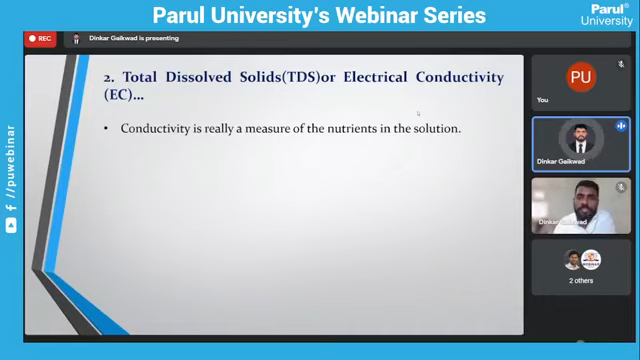 Parul University's Webinar Series
Parul®
University
REC
Dinkar Gaikwad is presenting
2. Total Dissolved Solids(TDS)or Electrical Conductivity
(EC)...
• Conductivity is really a measure of the nutrients in the solution.
PU
You
Dinkar Gaikwad
Dinkar Gaikwad
2 others
/puwebinar